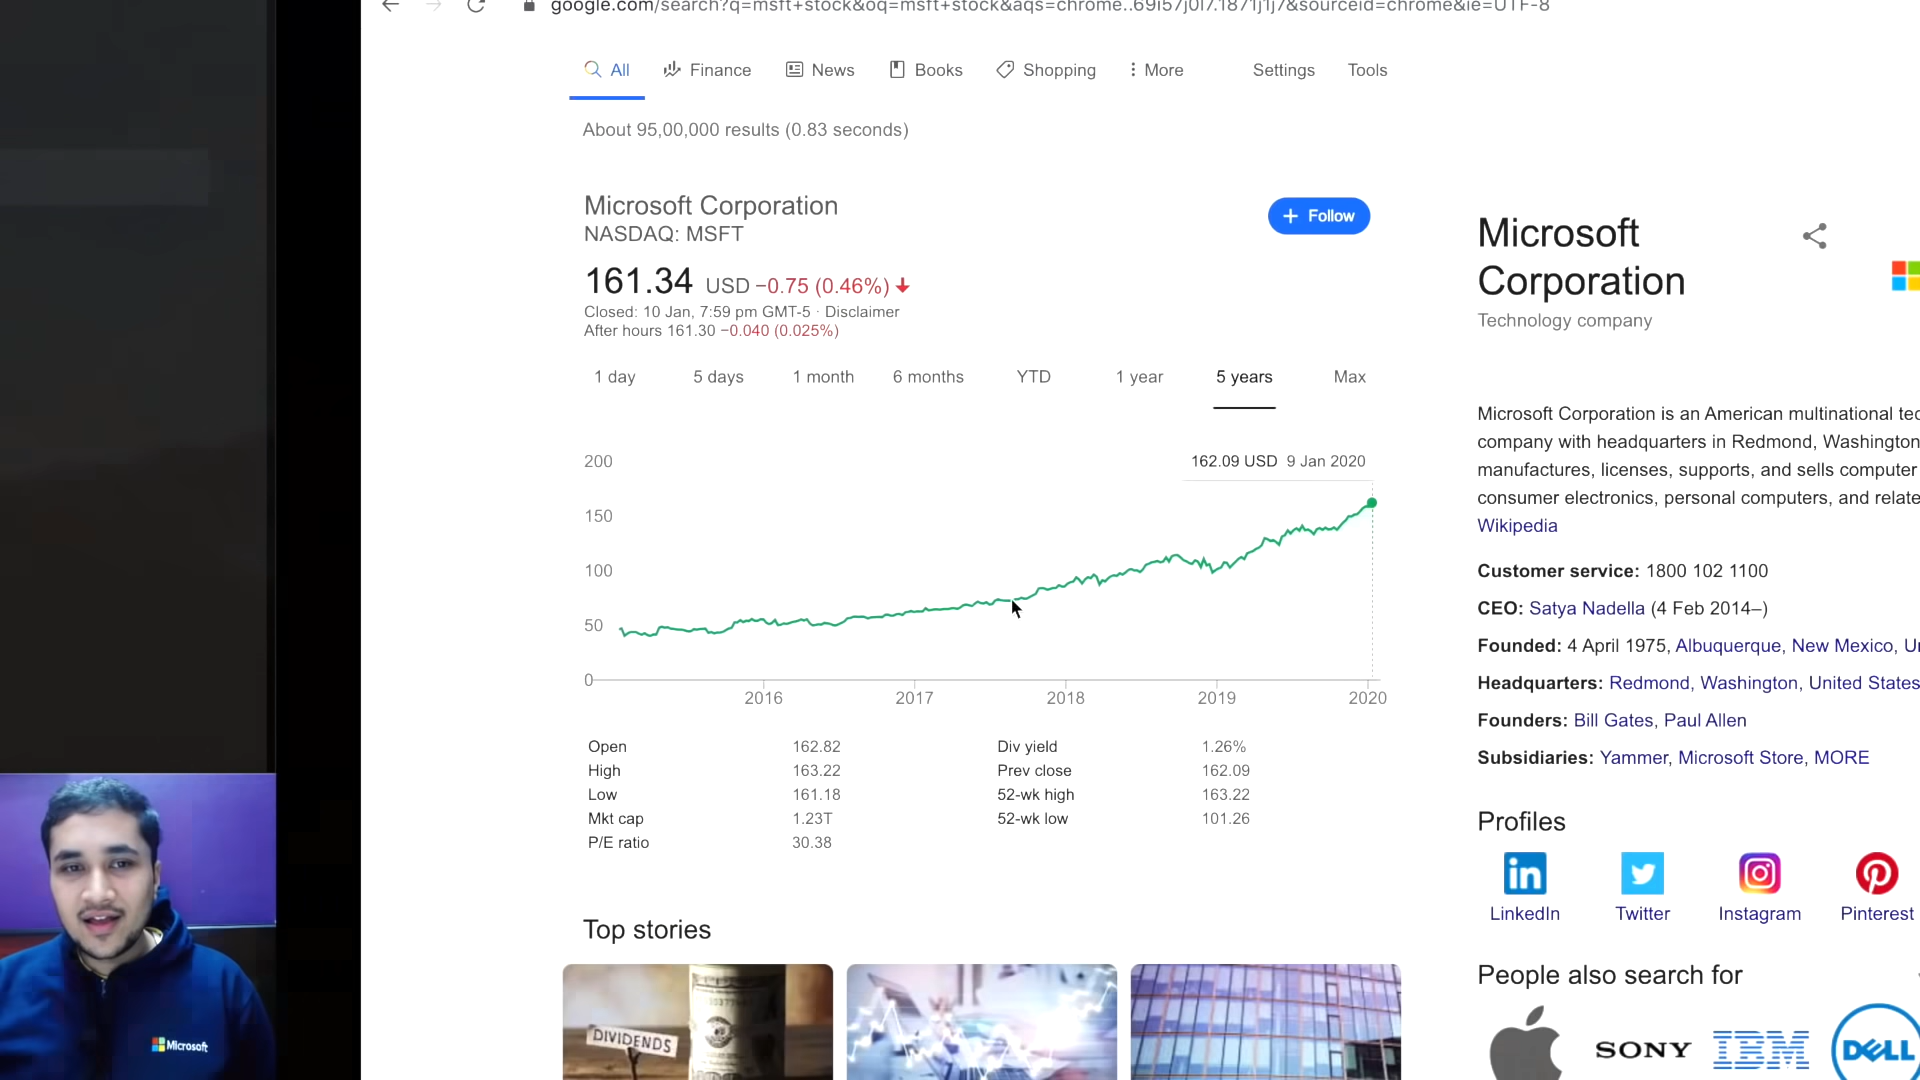 google.com/search?q=msft+stock&oq=msft+stock&aqs=chrome..69i57j0l7.1871j1j7&sourceid=chrome&ie=UTF-8
All Finance News Books Shopping More Settings Tools
About 95,00,000 results (0.83 seconds)
Microsoft Corporation
NASDAQ: MSFT
+ Follow
161.34 USD −0.75 (0.46%)
Closed: 10 Jan, 7:59 pm GMT-5 · Disclaimer
After hours 161.30 −0.040 (0.025%)
1 day 5 days 1 month 6 months YTD 1 year 5 years Max
162.09 USD 9 Jan 2020
200
150
100
50
0
2016 2017 2018 2019 2020
Open 162.82 Div yield 1.26%
High 163.22 Prev close 162.09
Low 161.18 52-wk high 163.22
Mkt cap 1.23T 52-wk low 101.26
P/E ratio 30.38
Top stories
DIVIDENDS
Microsoft
Corporation
Technology company
Microsoft Corporation is an American multinational tec
company with headquarters in Redmond, Washington
manufactures, licenses, supports, and sells computer
consumer electronics, personal computers, and relate
Wikipedia
Customer service: 1800 102 1100
CEO: Satya Nadella (4 Feb 2014–)
Founded: 4 April 1975, Albuquerque, New Mexico, Un
Headquarters: Redmond, Washington, United States
Founders: Bill Gates, Paul Allen
Subsidiaries: Yammer, Microsoft Store, MORE
Profiles
LinkedIn Twitter Instagram Pinterest
People also search for
SONY IBM DELL
Microsoft